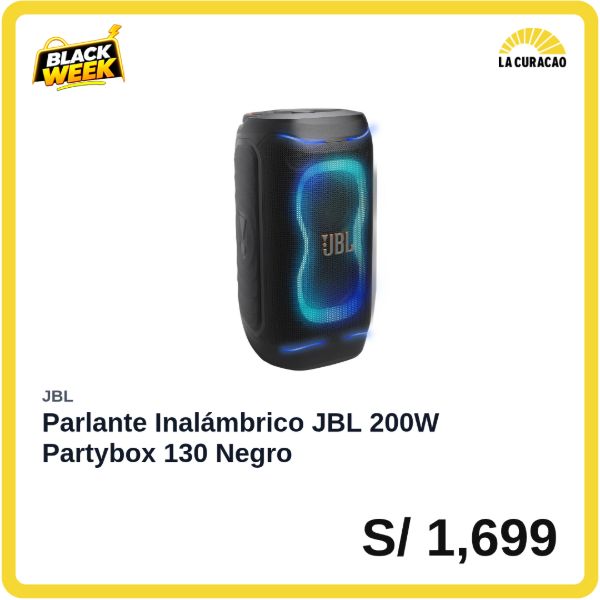 BLACK
WEEK
LA CURACAO
JBL
JBL
Parlante Inalámbrico JBL 200W
Partybox 130 Negro
S/ 1,699